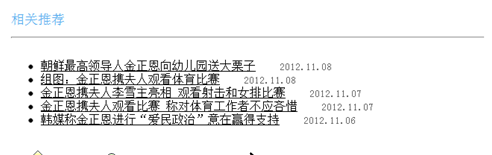 相关推荐
朝鲜最高领导人金正恩向幼儿园送大栗子 2012.11.08
组图：金正恩携夫人观看体育比赛 2012.11.08
金正恩携夫人李雪主亮相 观看射击和女排比赛 2012.11.07
金正恩携夫人观看比赛 称对体育工作者不应吝惜 2012.11.07
韩媒称金正恩进行“爱民政治”意在赢得支持 2012.11.06